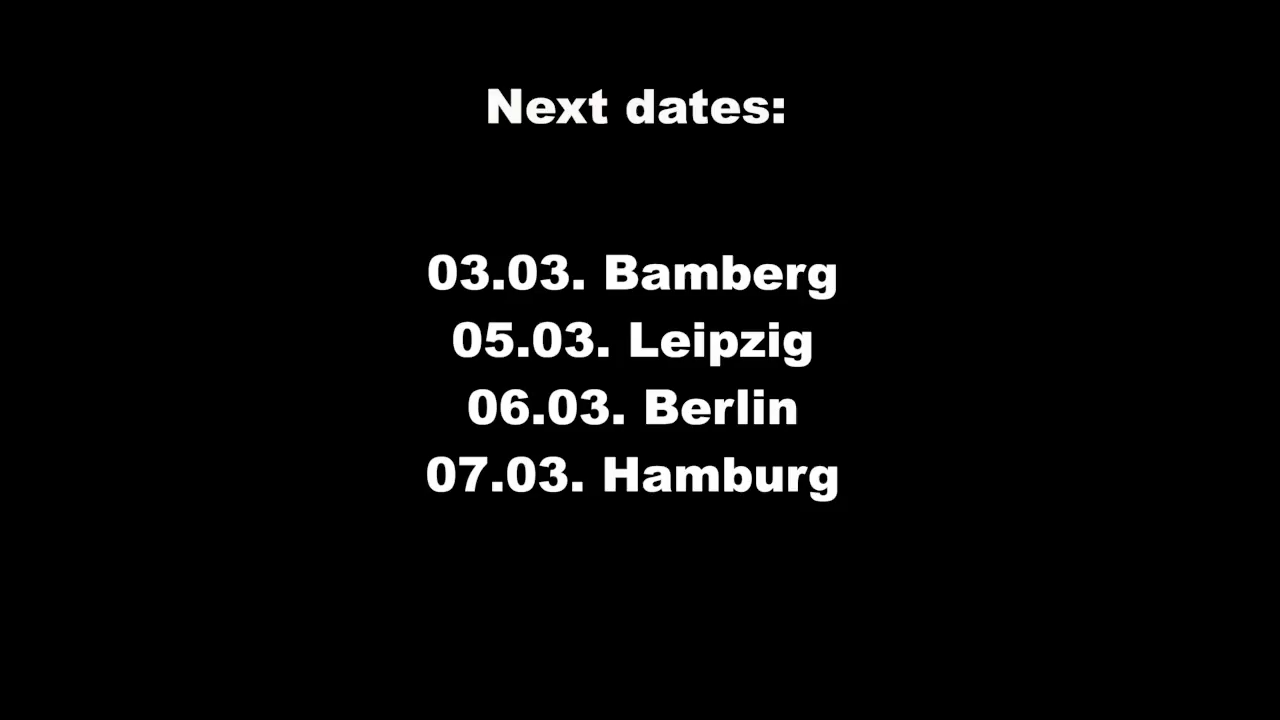 Next dates:
03.03. Bamberg
05.03. Leipzig
06.03. Berlin
07.03. Hamburg